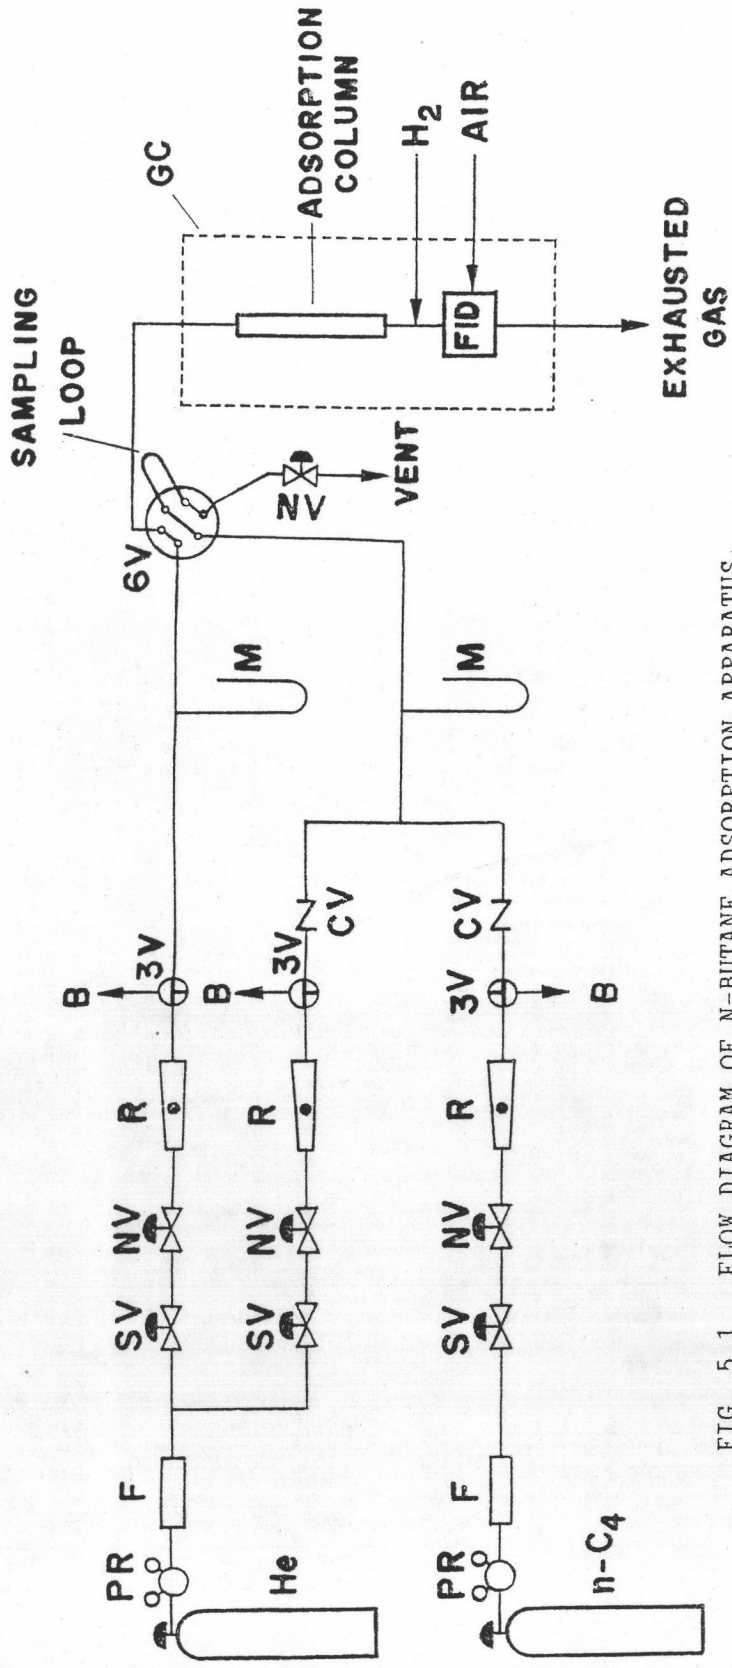 SAMPLING
LOOP
GC
ADSORPTION
COLUMN
H2
AIR
FID
EXHAUSTED
GAS
6V
NV
VENT
M
M
B
3V
B
3V
3V
B
CV
CV
R
R
R
NV
NV
NV
SV
SV
SV
F
F
PR
PR
He
n-C4
FIG. 5.1 FLOW DIAGRAM OF N-BUTANE ADSORPTION APPARATUS.